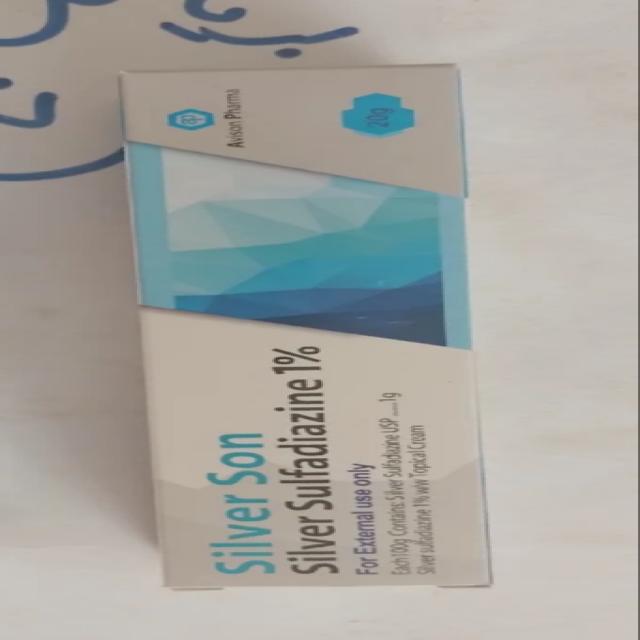 Silver Son
Silver Sulfadiazine 1%
For External use only
Each 100g Contains: Silver Sulfadiazine USP ......1g
Silver sulfadiazine 1% w/w Topical Cream
Avison Pharma
20g